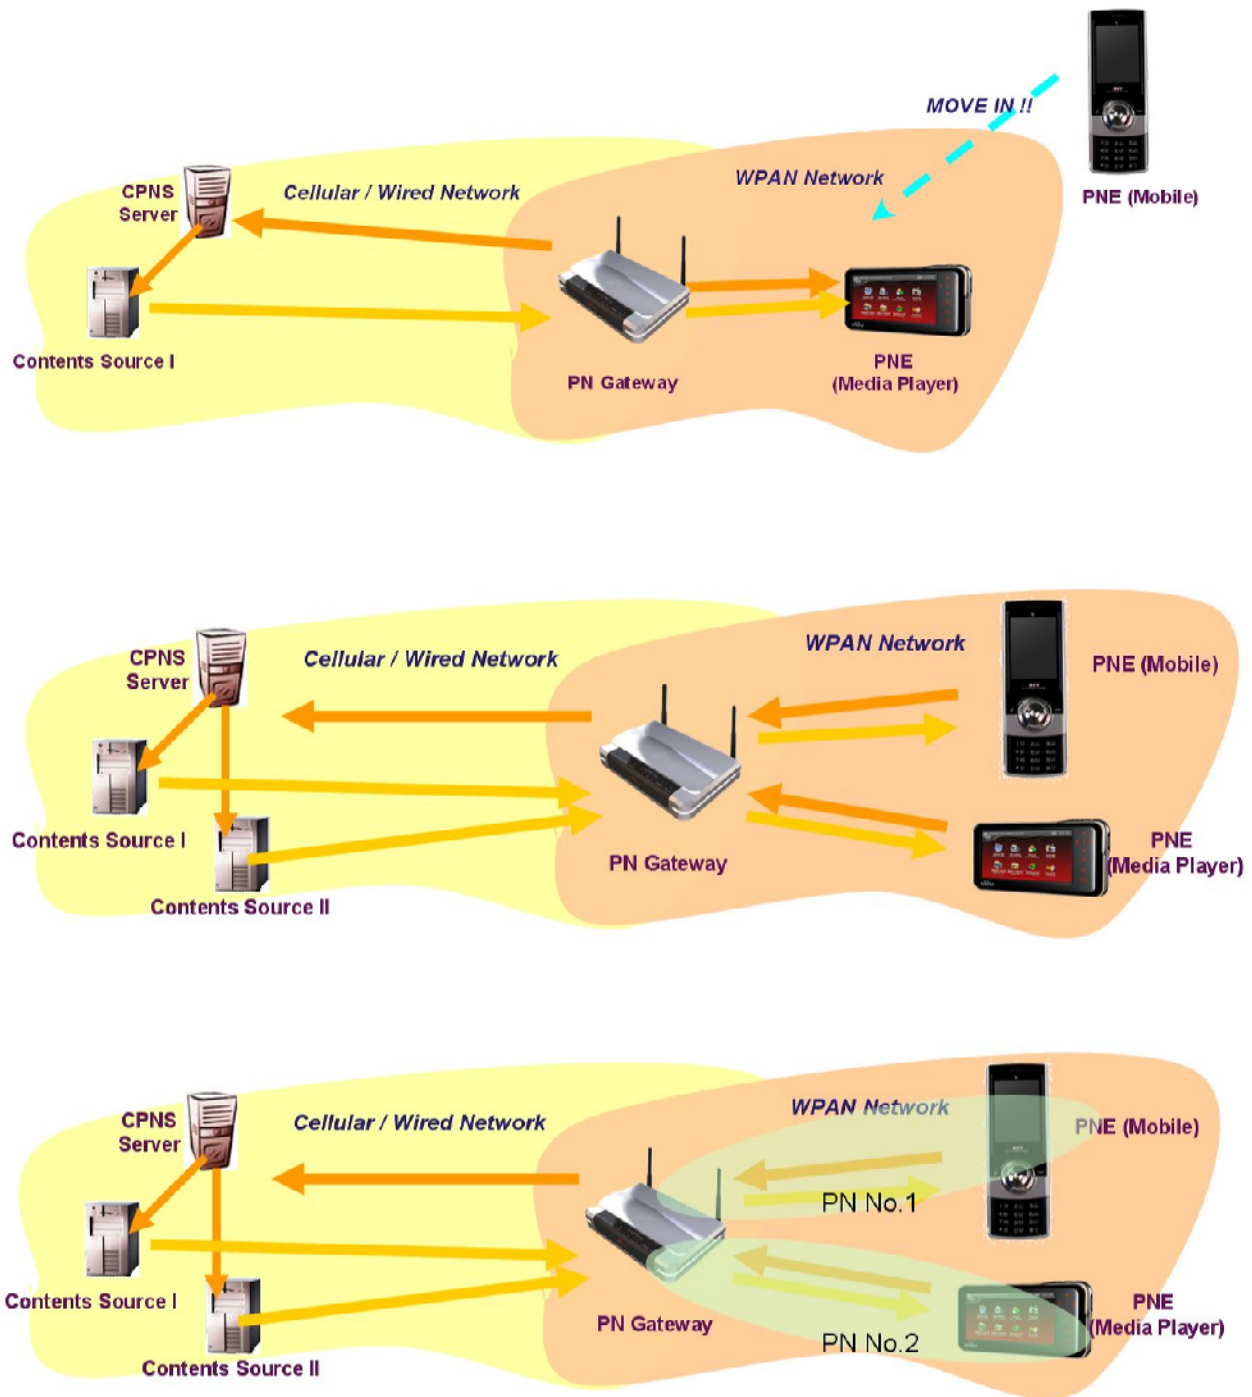 MOVE IN !!
PNE (Mobile)
CPNS
Server
Cellular / Wired Network
WPAN Network
Contents Source I
PN Gateway
PNE
(Media Player)
CPNS
Server
Cellular / Wired Network
WPAN Network
PNE (Mobile)
Contents Source I
PN Gateway
PNE
(Media Player)
Contents Source II
CPNS
Server
Cellular / Wired Network
WPAN Network
PNE (Mobile)
PN No.1
Contents Source I
PN Gateway
PN No.2
PNE
(Media Player)
Contents Source II